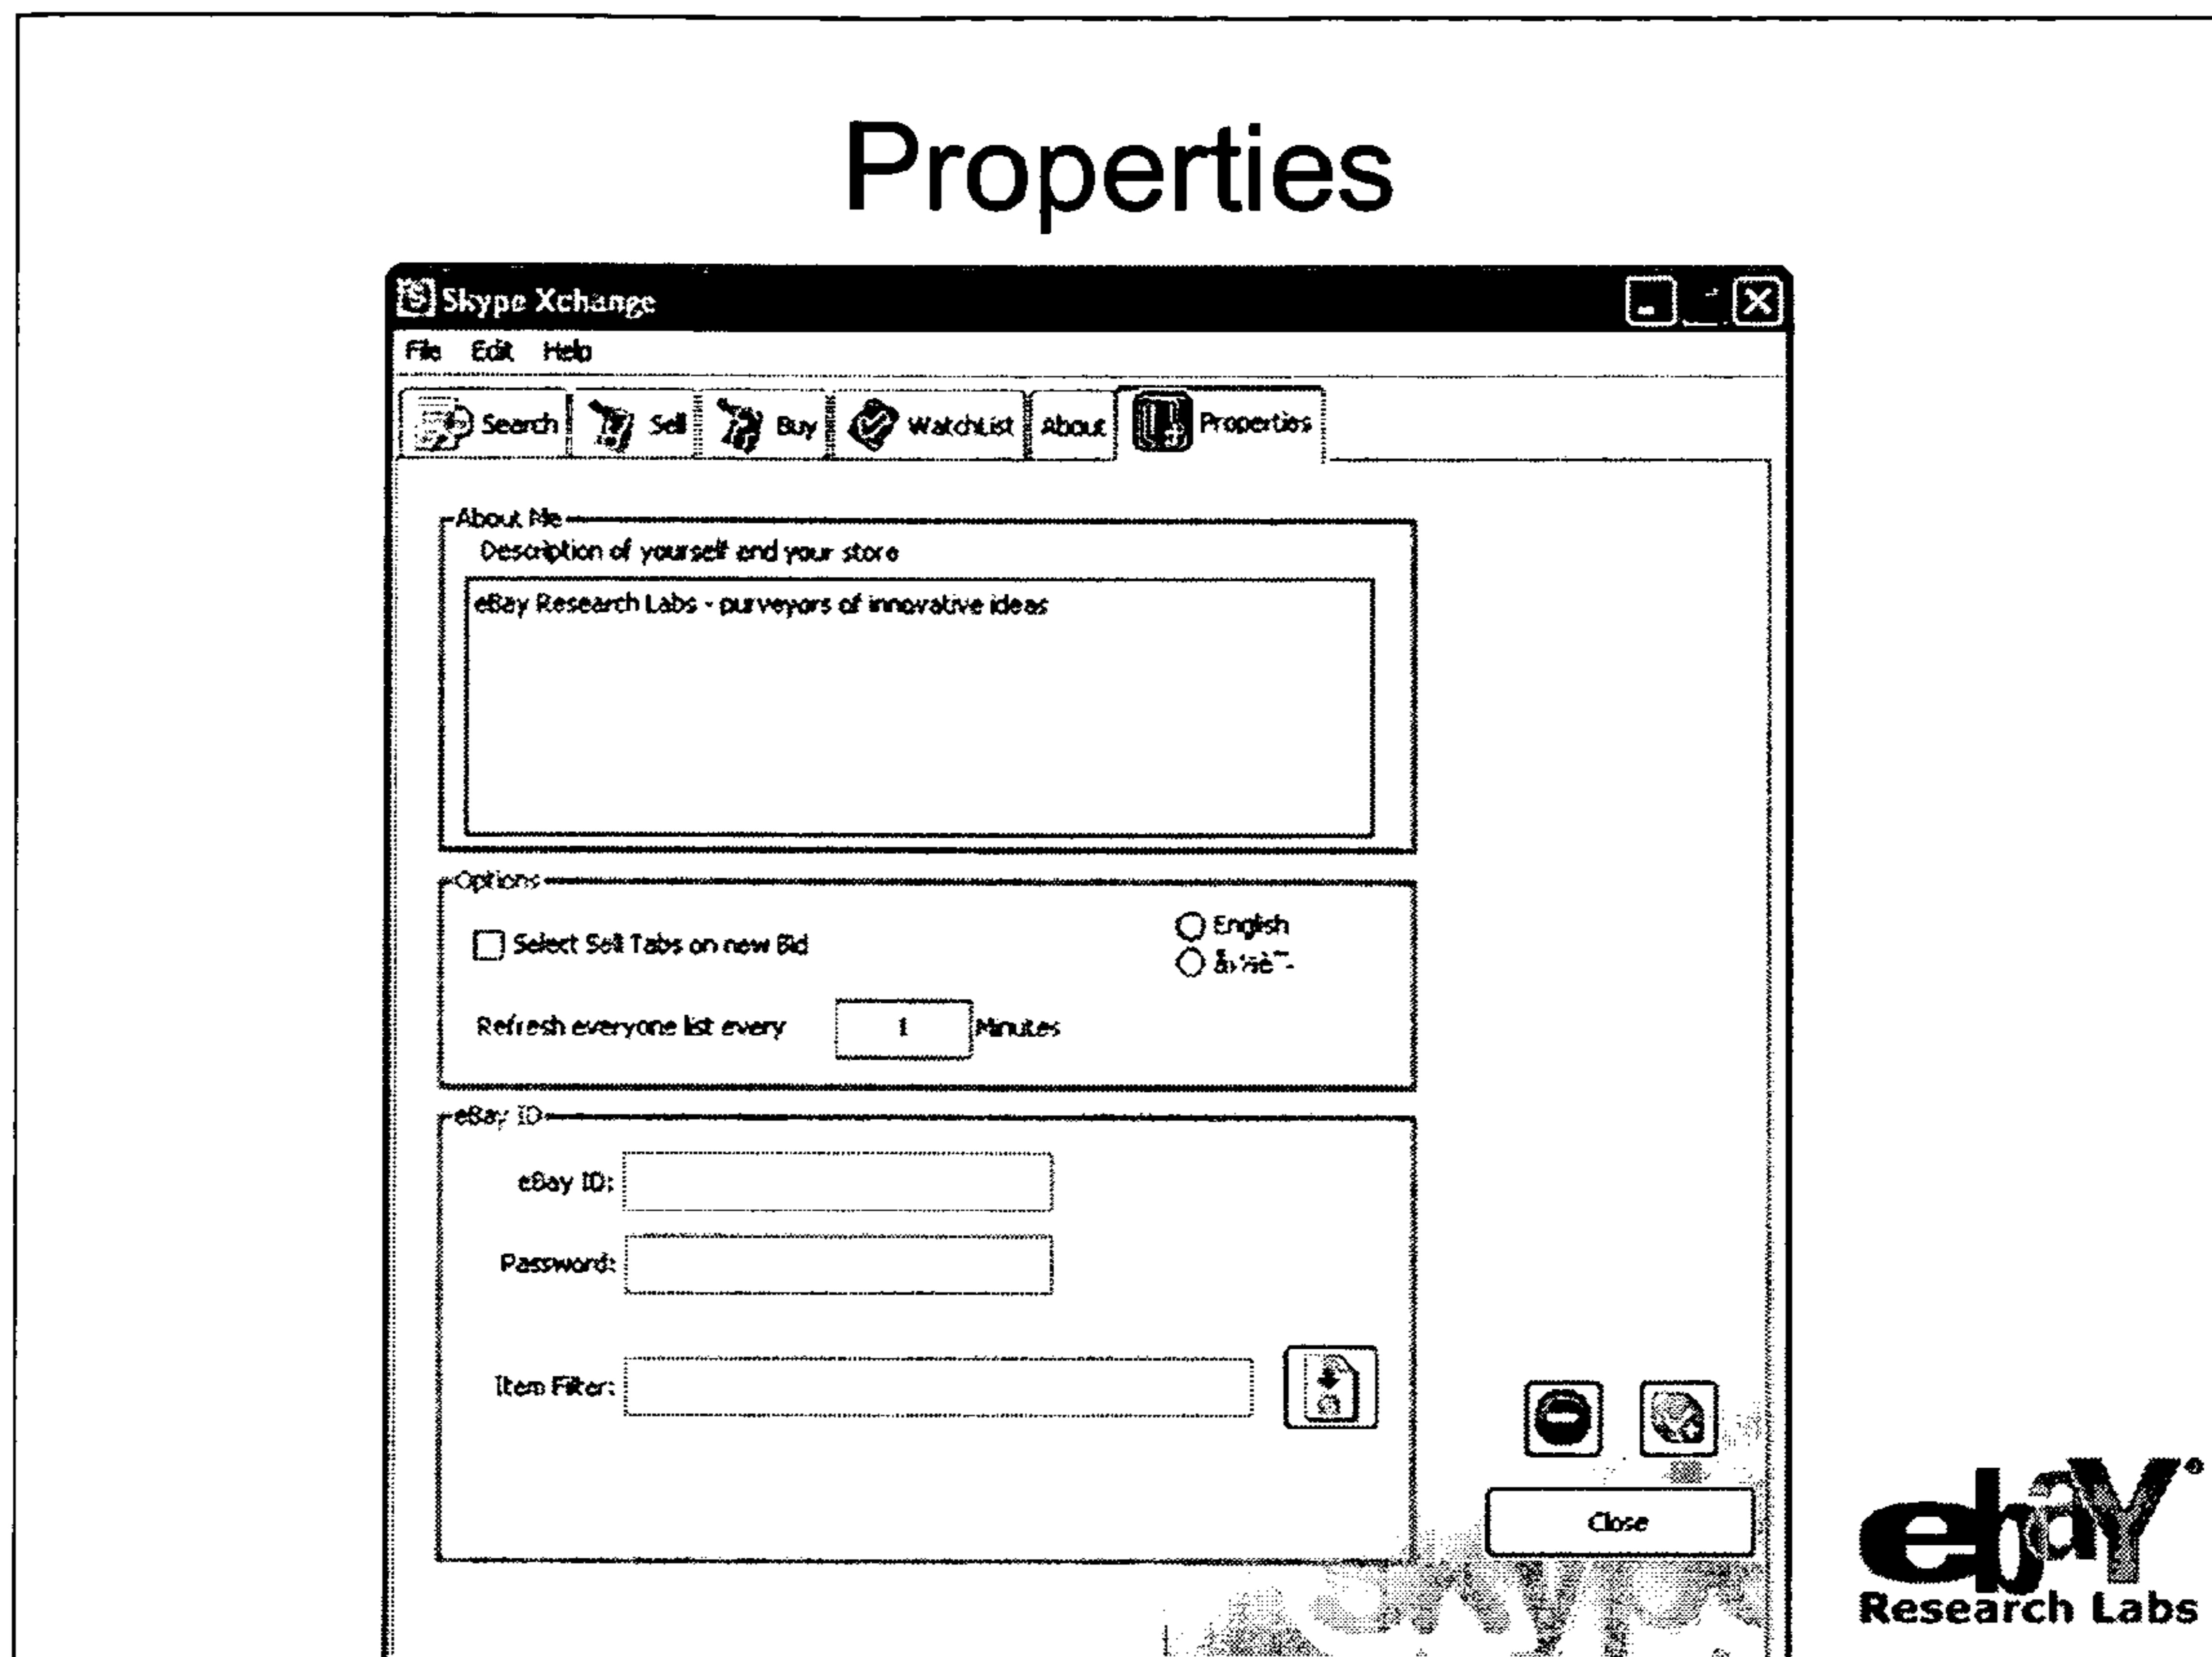 Properties
Skype Xchange
File Edit Help
Search Sell Buy WatchList About Properties
About Me
Description of yourself and your store
eBay Research Labs - purveyors of innovative ideas
Options
Select Sell Tabs on new Bid
English
Refresh everyone list every 1 Minutes
eBay ID
eBay ID:
Password:
Item Filter:
Close
skype
ebaY®
Research Labs